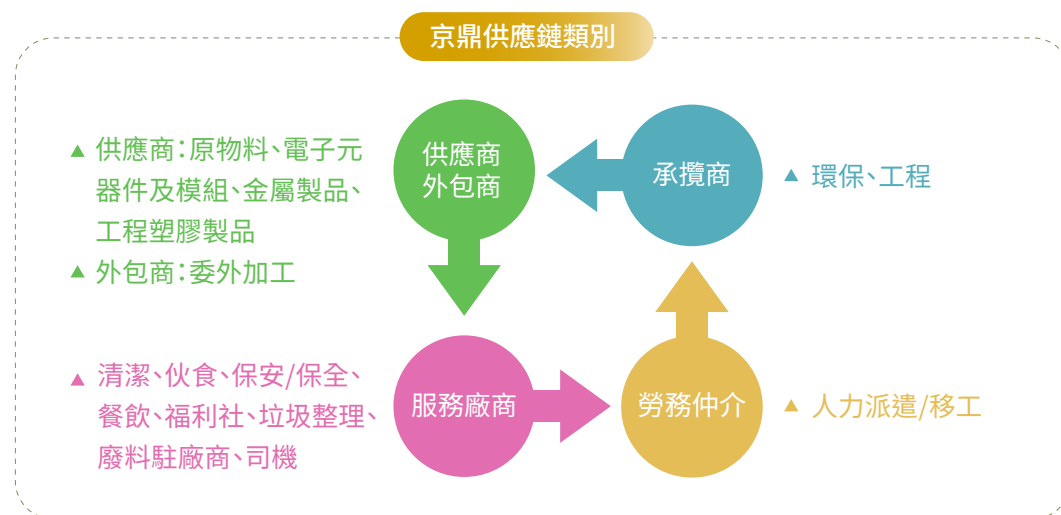 京鼎供應鏈類別
▲ 供應商：原物料、電子元
器件及模組、金屬製品、
工程塑膠製品
▲ 外包商：委外加工
供應商
外包商
承攬商
▲ 環保、工程
▲ 清潔、伙食、保安/保全、
餐飲、福利社、垃圾整理、
廢料駐廠商、司機
服務廠商
勞務仲介
▲ 人力派遣/移工